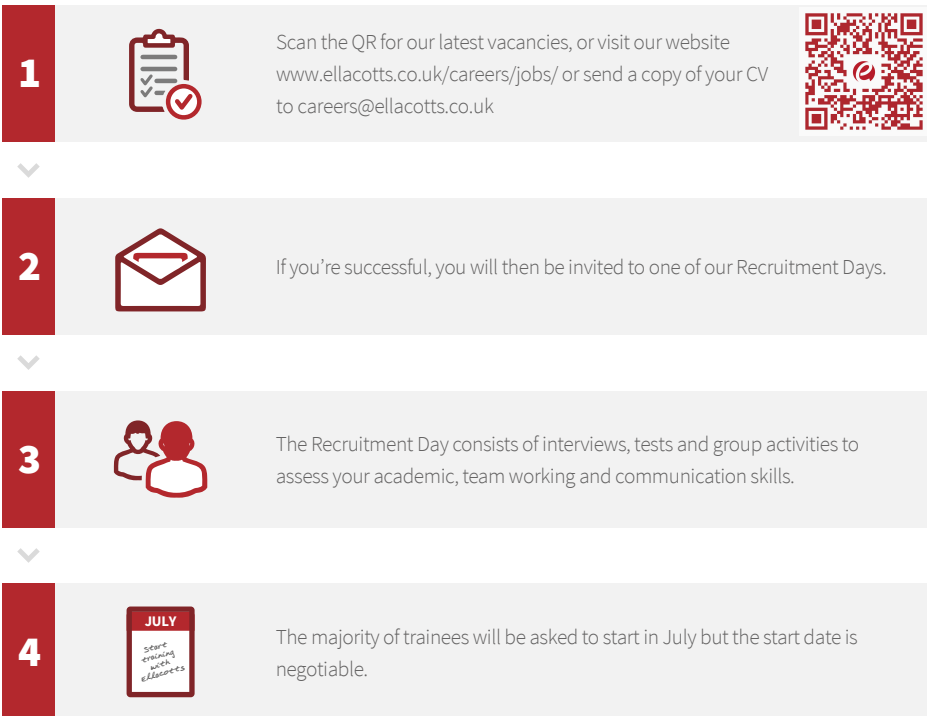 1
Scan the QR for our latest vacancies, or visit our website
www.ellacotts.co.uk/careers/jobs/ or send a copy of your CV
to careers@ellacotts.co.uk
e
2
If you’re successful, you will then be invited to one of our Recruitment Days.
3
The Recruitment Day consists of interviews, tests and group activities to
assess your academic, team working and communication skills.
4
JULY
start
training
with
Ellacotts
The majority of trainees will be asked to start in July but the start date is
negotiable.